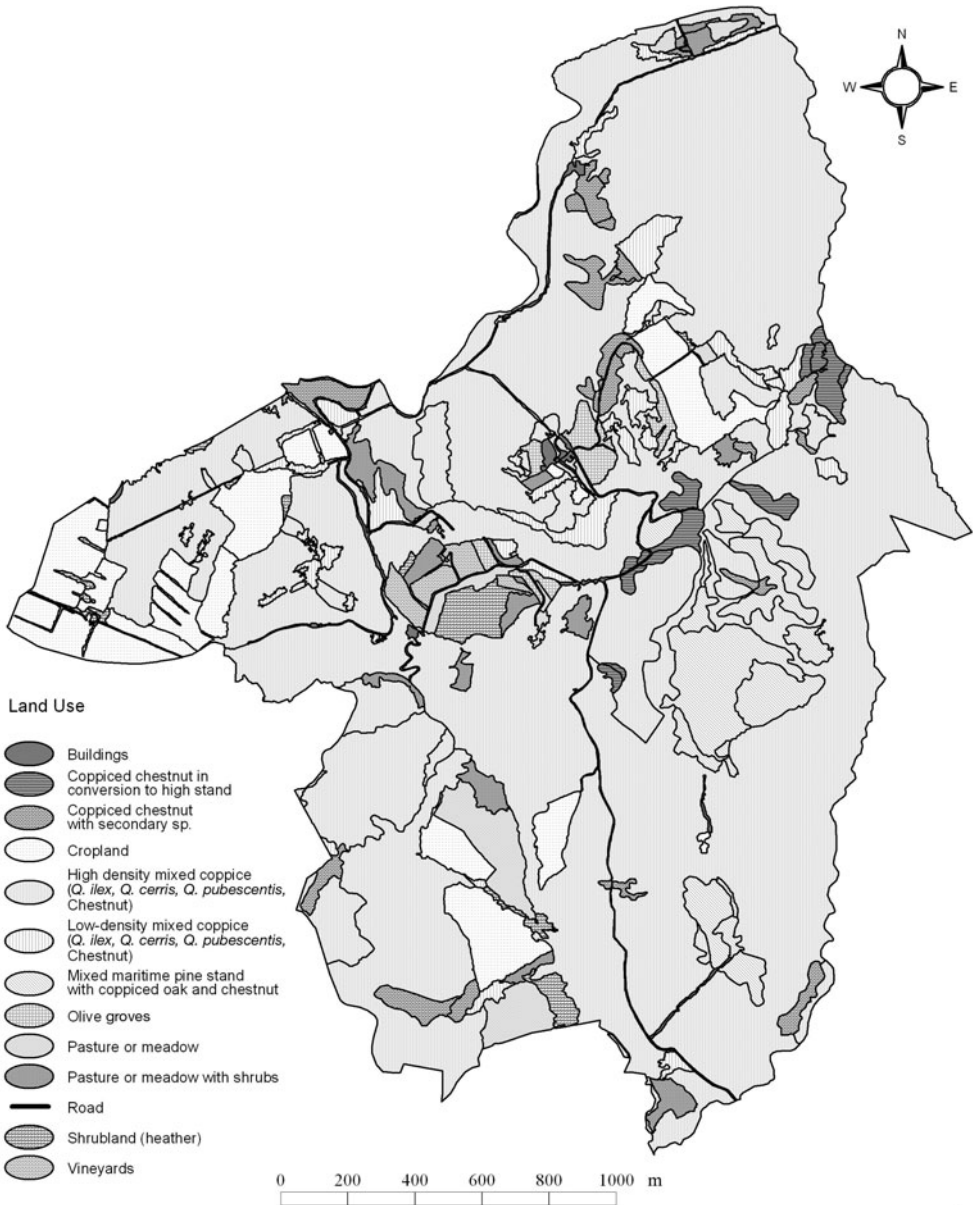 N
W E
S
Land Use
Buildings
Coppiced chestnut in
conversion to high stand
Coppiced chestnut
with secondary sp.
Cropland
High density mixed coppice
(Q. ilex, Q. cerris, Q. pubescentis,
Chestnut)
Low-density mixed coppice
(Q. ilex, Q. cerris, Q. pubescentis,
Chestnut)
Mixed maritime pine stand
with coppiced oak and chestnut
Olive groves
Pasture or meadow
Pasture or meadow with shrubs
Road
Shrubland (heather)
Vineyards
0 200 400 600 800 1000 m